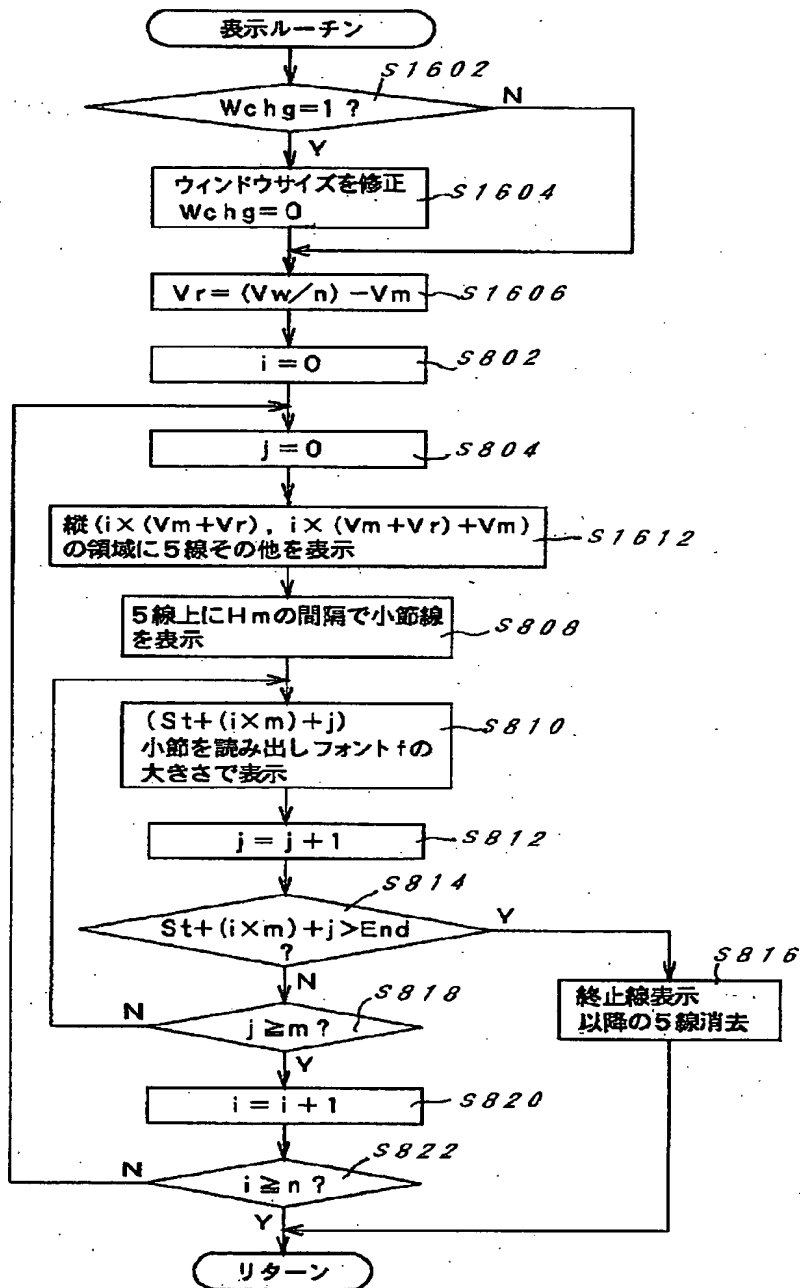 表示ルーチン
S1602
Wchg=1?
N
Y
ウィンドウサイズを修正
Wchg=0
S1604
Vr=(Vw/n)-Vm
S1606
i=0
S802
j=0
S804
縦(i×(Vm+Vr), i×(Vm+Vr)+Vm)
の領域に5線その他を表示
S1612
5線上にHmの間隔で小節線
を表示
S808
(St+(i×m)+j)
小節を読み出しフォントfの
大きさで表示
S810
j=j+1
S812
S814
St+(i×m)+j>End
?
Y
N
S816
終止線表示
以降の5線消去
S818
j≧m?
N
Y
i=i+1
S820
S822
i≧n?
N
Y
リターン